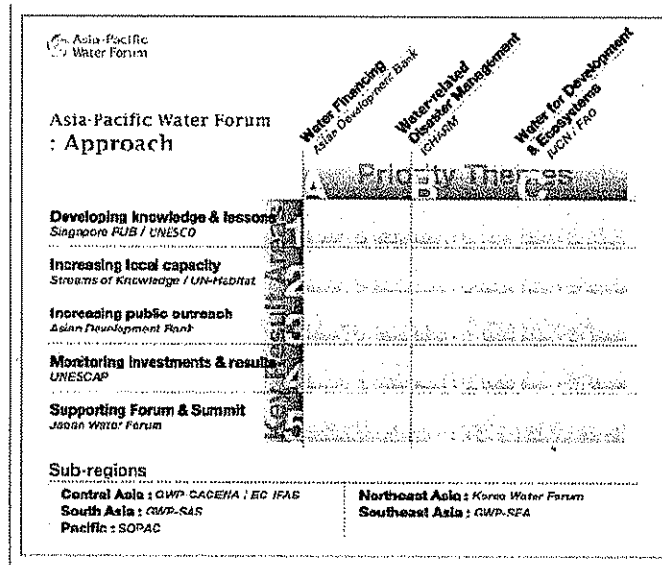 Asia-Pacific
Water Forum
Asia-Pacific Water Forum
: Approach
Water Financing
Asian Development Bank
Water-related
Disaster Management
ICHARM
Water for Development
& Ecosystems
IUCN / FAO
Priority Themes
A B C
Key Result Areas
Developing knowledge & lessons
Singapore PUB / UNESCO
Increasing local capacity
Streams of Knowledge / UN-Habitat
Increasing public outreach
Asian Development Bank
Monitoring investments & results
UNESCAP
Supporting Forum & Summit
Japan Water Forum
Sub-regions
Central Asia : GWP-CACENA / EC IFAS
South Asia : GWP-SAS
Pacific : SOPAC
Northeast Asia : Korea Water Forum
Southeast Asia : GWP-SEA